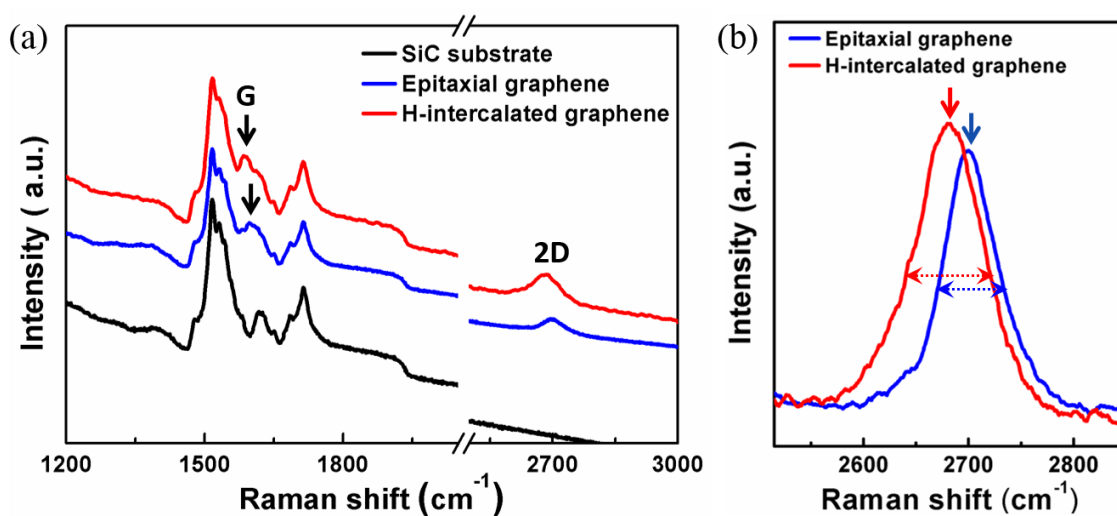 (a)
SiC substrate
Epitaxial graphene
H-intercalated graphene
G
2D
Intensity ( a.u.)
1200
1500
1800
2700
3000
Raman shift (cm-1)
(b)
Epitaxial graphene
H-intercalated graphene
Intensity (a.u.)
2600
2700
2800
Raman shift (cm-1)